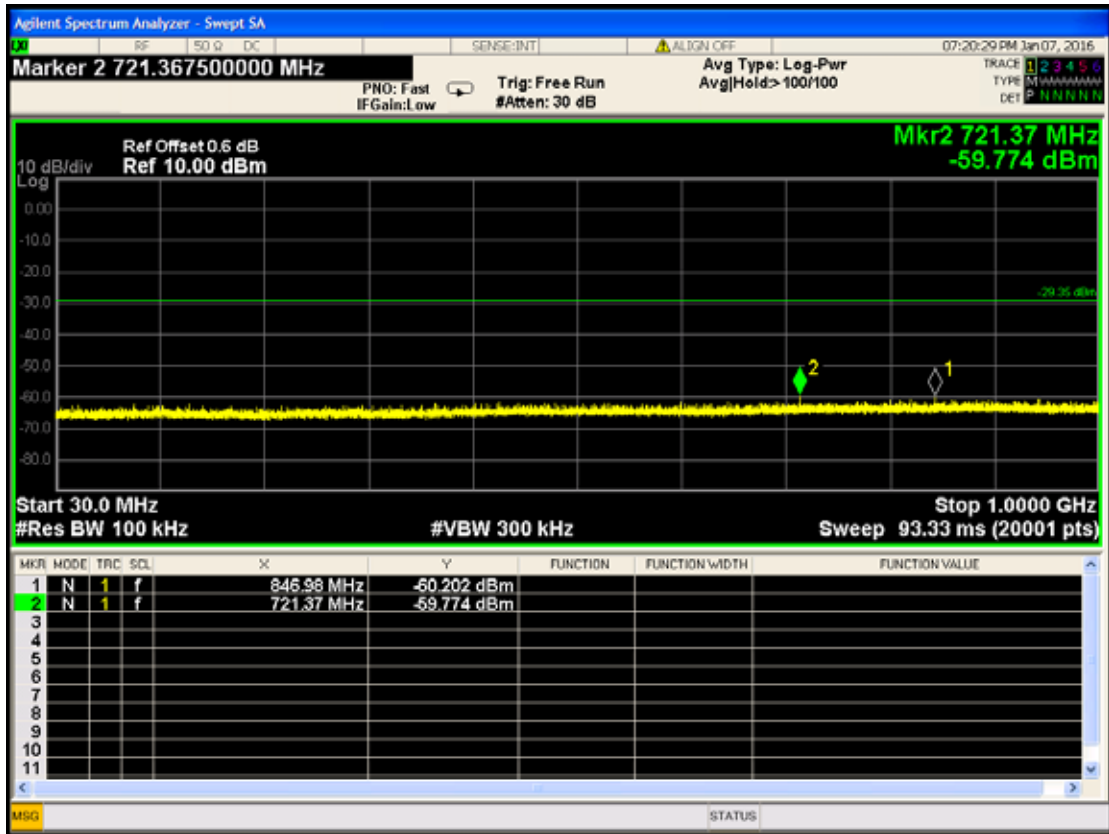 Agilent Spectrum Analyzer - Swept SA
RF 50 Ω DC SENSE:INT ALIGN OFF 07:20:29 PM Jan 07, 2016
Marker 2 721.367500000 MHz
PNO: Fast
IFGain:Low
Trig: Free Run
#Atten: 30 dB
Avg Type: Log-Pwr
Avg|Hold:> 100/100
TRACE 1 2 3 4 5 6
TYPE M W W W W W
DET P N N N N N
Mkr2 721.37 MHz
-59.774 dBm
Ref Offset 0.6 dB
10 dB/div Ref 10.00 dBm
Log
0.00
-10.0
-20.0
-29.35 dBm
-30.0
-40.0
-50.0
2
1
-60.0
-70.0
-80.0
Start 30.0 MHz Stop 1.0000 GHz
#Res BW 100 kHz #VBW 300 kHz Sweep 93.33 ms (20001 pts)
MKR MODE TRC SCL X Y FUNCTION FUNCTION WIDTH FUNCTION VALUE
1 N 1 f 846.98 MHz -60.202 dBm
2 N 1 f 721.37 MHz -59.774 dBm
3
4
5
6
7
8
9
10
11
MSG STATUS